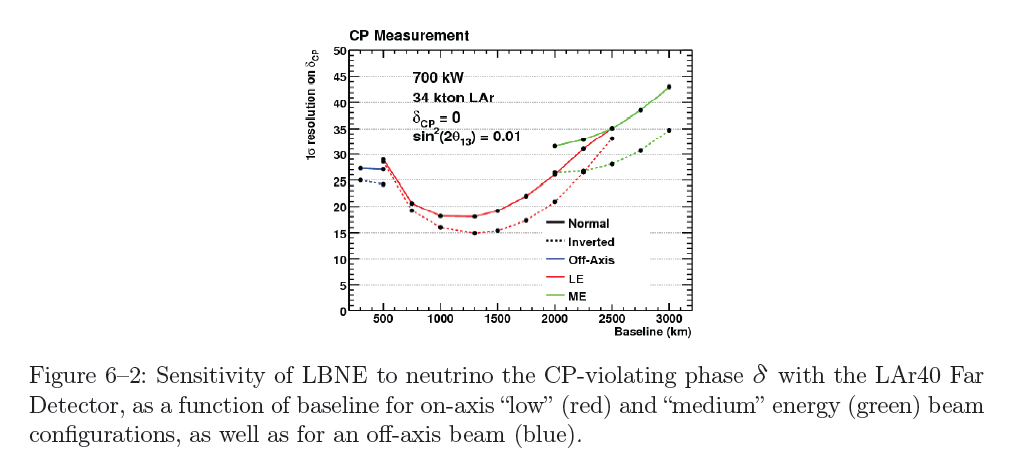 CP Measurement
1σ resolution on δCP
50
45
40
35
30
25
20
15
10
5
0
700 kW
34 kton LAr
δCP = 0
sin²(2θ13) = 0.01
Normal
Inverted
Off-Axis
LE
ME
500 1000 1500 2000 2500 3000
Baseline (km)
Figure 6–2: Sensitivity of LBNE to neutrino the CP-violating phase δ with the LAr40 Far
Detector, as a function of baseline for on-axis “low” (red) and “medium” energy (green) beam
configurations, as well as for an off-axis beam (blue).